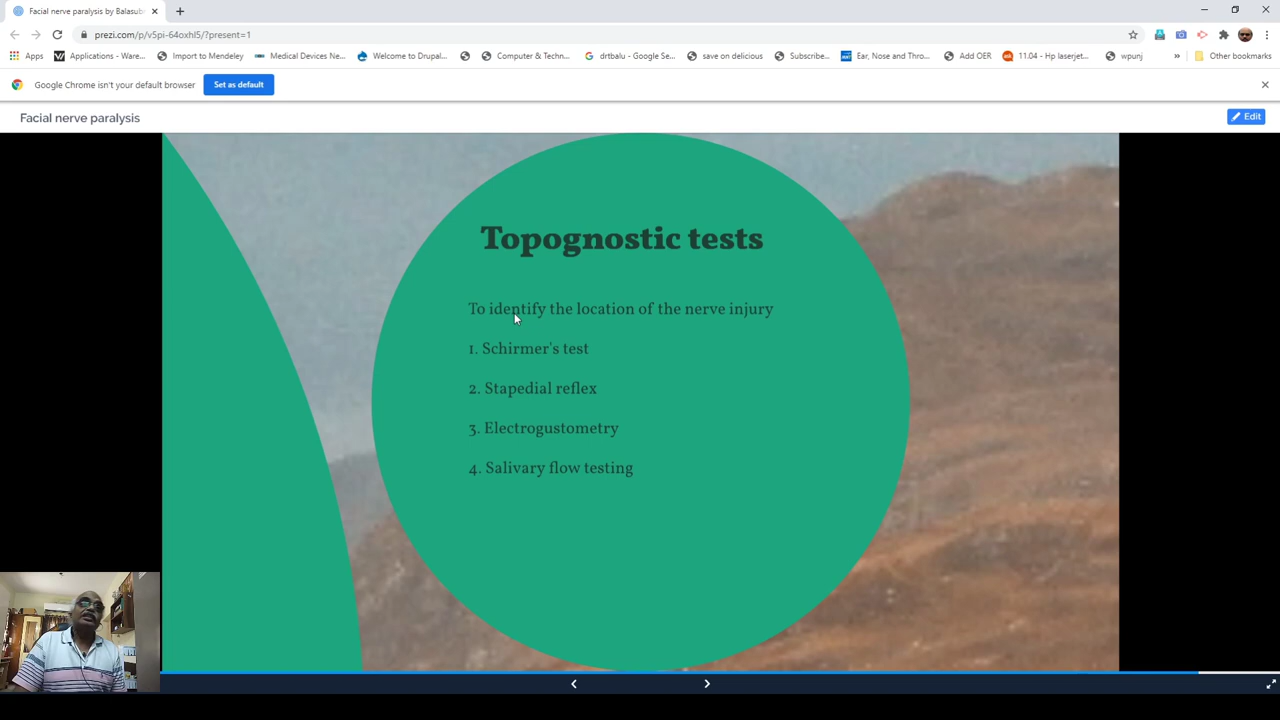 Facial nerve paralysis by Balasub
prezi.com/p/v5pi-64oxhl5/?present=1
Apps Applications - Ware... Import to Mendeley Medical Devices Ne... Welcome to Drupal... Computer & Techn... drtbalu - Google Se... save on delicious Subscribe... Ear, Nose and Thro... Add OER 11.04 - Hp laserjet... wpunj » Other bookmarks
Google Chrome isn't your default browser Set as default
Facial nerve paralysis Edit
Topognostic tests
To identify the location of the nerve injury
1. Schirmer's test
2. Stapedial reflex
3. Electrogustometry
4. Salivary flow testing